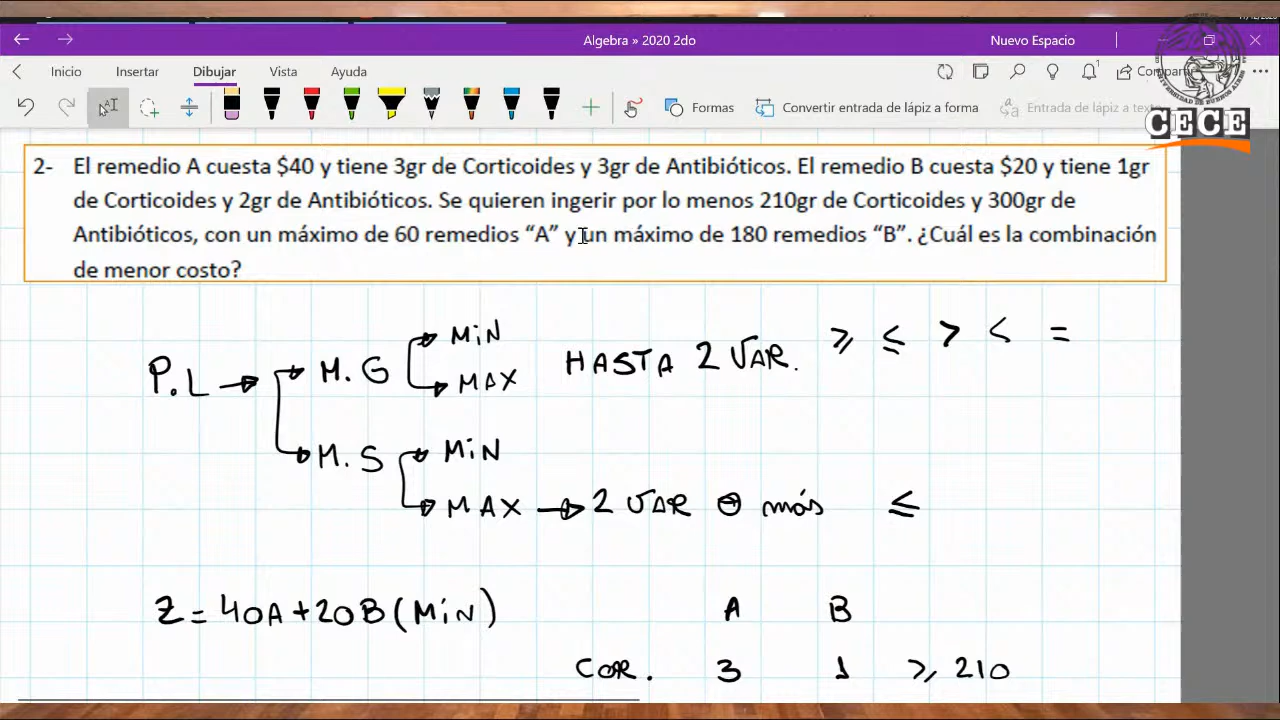 Algebra » 2020 2do
Nuevo Espacio
Inicio Insertar Dibujar Vista Ayuda
Formas Convertir entrada de lápiz a forma Entrada de lápiz a texto
CECE
2- El remedio A cuesta $40 y tiene 3gr de Corticoides y 3gr de Antibióticos. El remedio B cuesta $20 y tiene 1gr
de Corticoides y 2gr de Antibióticos. Se quieren ingerir por lo menos 210gr de Corticoides y 300gr de
Antibióticos, con un máximo de 60 remedios “A” y un máximo de 180 remedios “B”. ¿Cuál es la combinación
de menor costo?
MiN
P.L → M.G HASTA 2 VAR. ≥ ≤ > < =
MAX
M.S MiN
MAX → 2 VAR o más ≤
Z = 40A + 20B (MiN) A B
COR. 3 1 ≥ 210